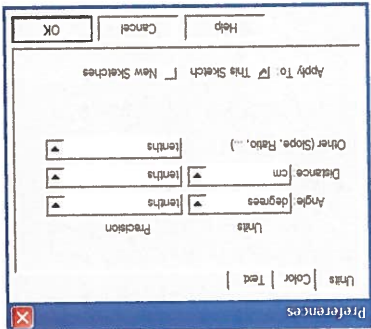 Preferences
Units Color Text
Units Precision
Angle: degrees tenths
Distance: cm tenths
Other (Slope, Ratio, ...) tenths
Apply To: This Sketch New Sketches
Help Cancel OK